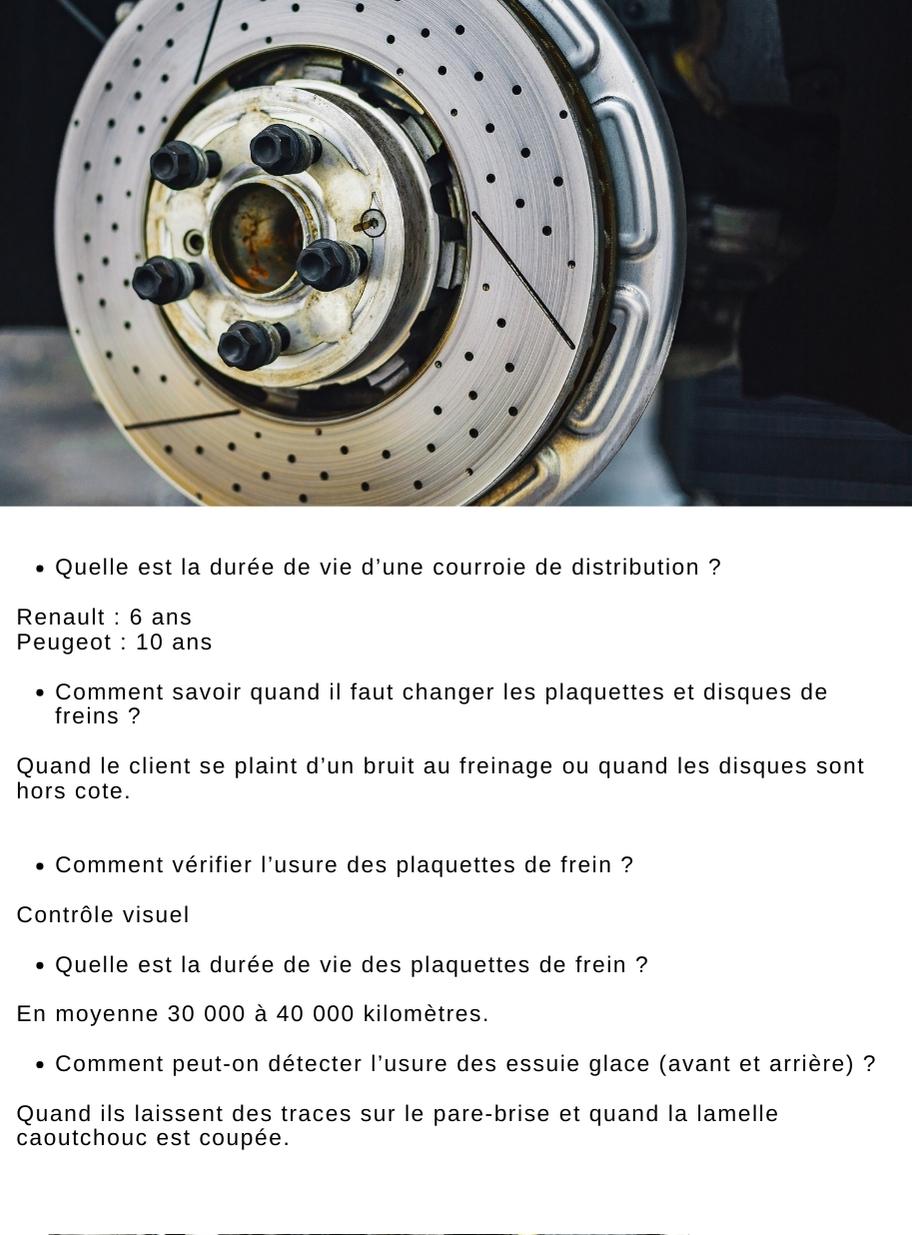 • Quelle est la durée de vie d’une courroie de distribution ?
Renault : 6 ans
Peugeot : 10 ans
• Comment savoir quand il faut changer les plaquettes et disques de
freins ?
Quand le client se plaint d’un bruit au freinage ou quand les disques sont
hors cote.
• Comment vérifier l’usure des plaquettes de frein ?
Contrôle visuel
• Quelle est la durée de vie des plaquettes de frein ?
En moyenne 30 000 à 40 000 kilomètres.
• Comment peut-on détecter l’usure des essuie glace (avant et arrière) ?
Quand ils laissent des traces sur le pare-brise et quand la lamelle
caoutchouc est coupée.